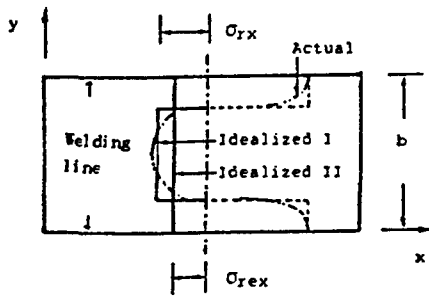 y
σrx
Actual
Welding
line
Idealized I
Idealized II
b
x
σrex